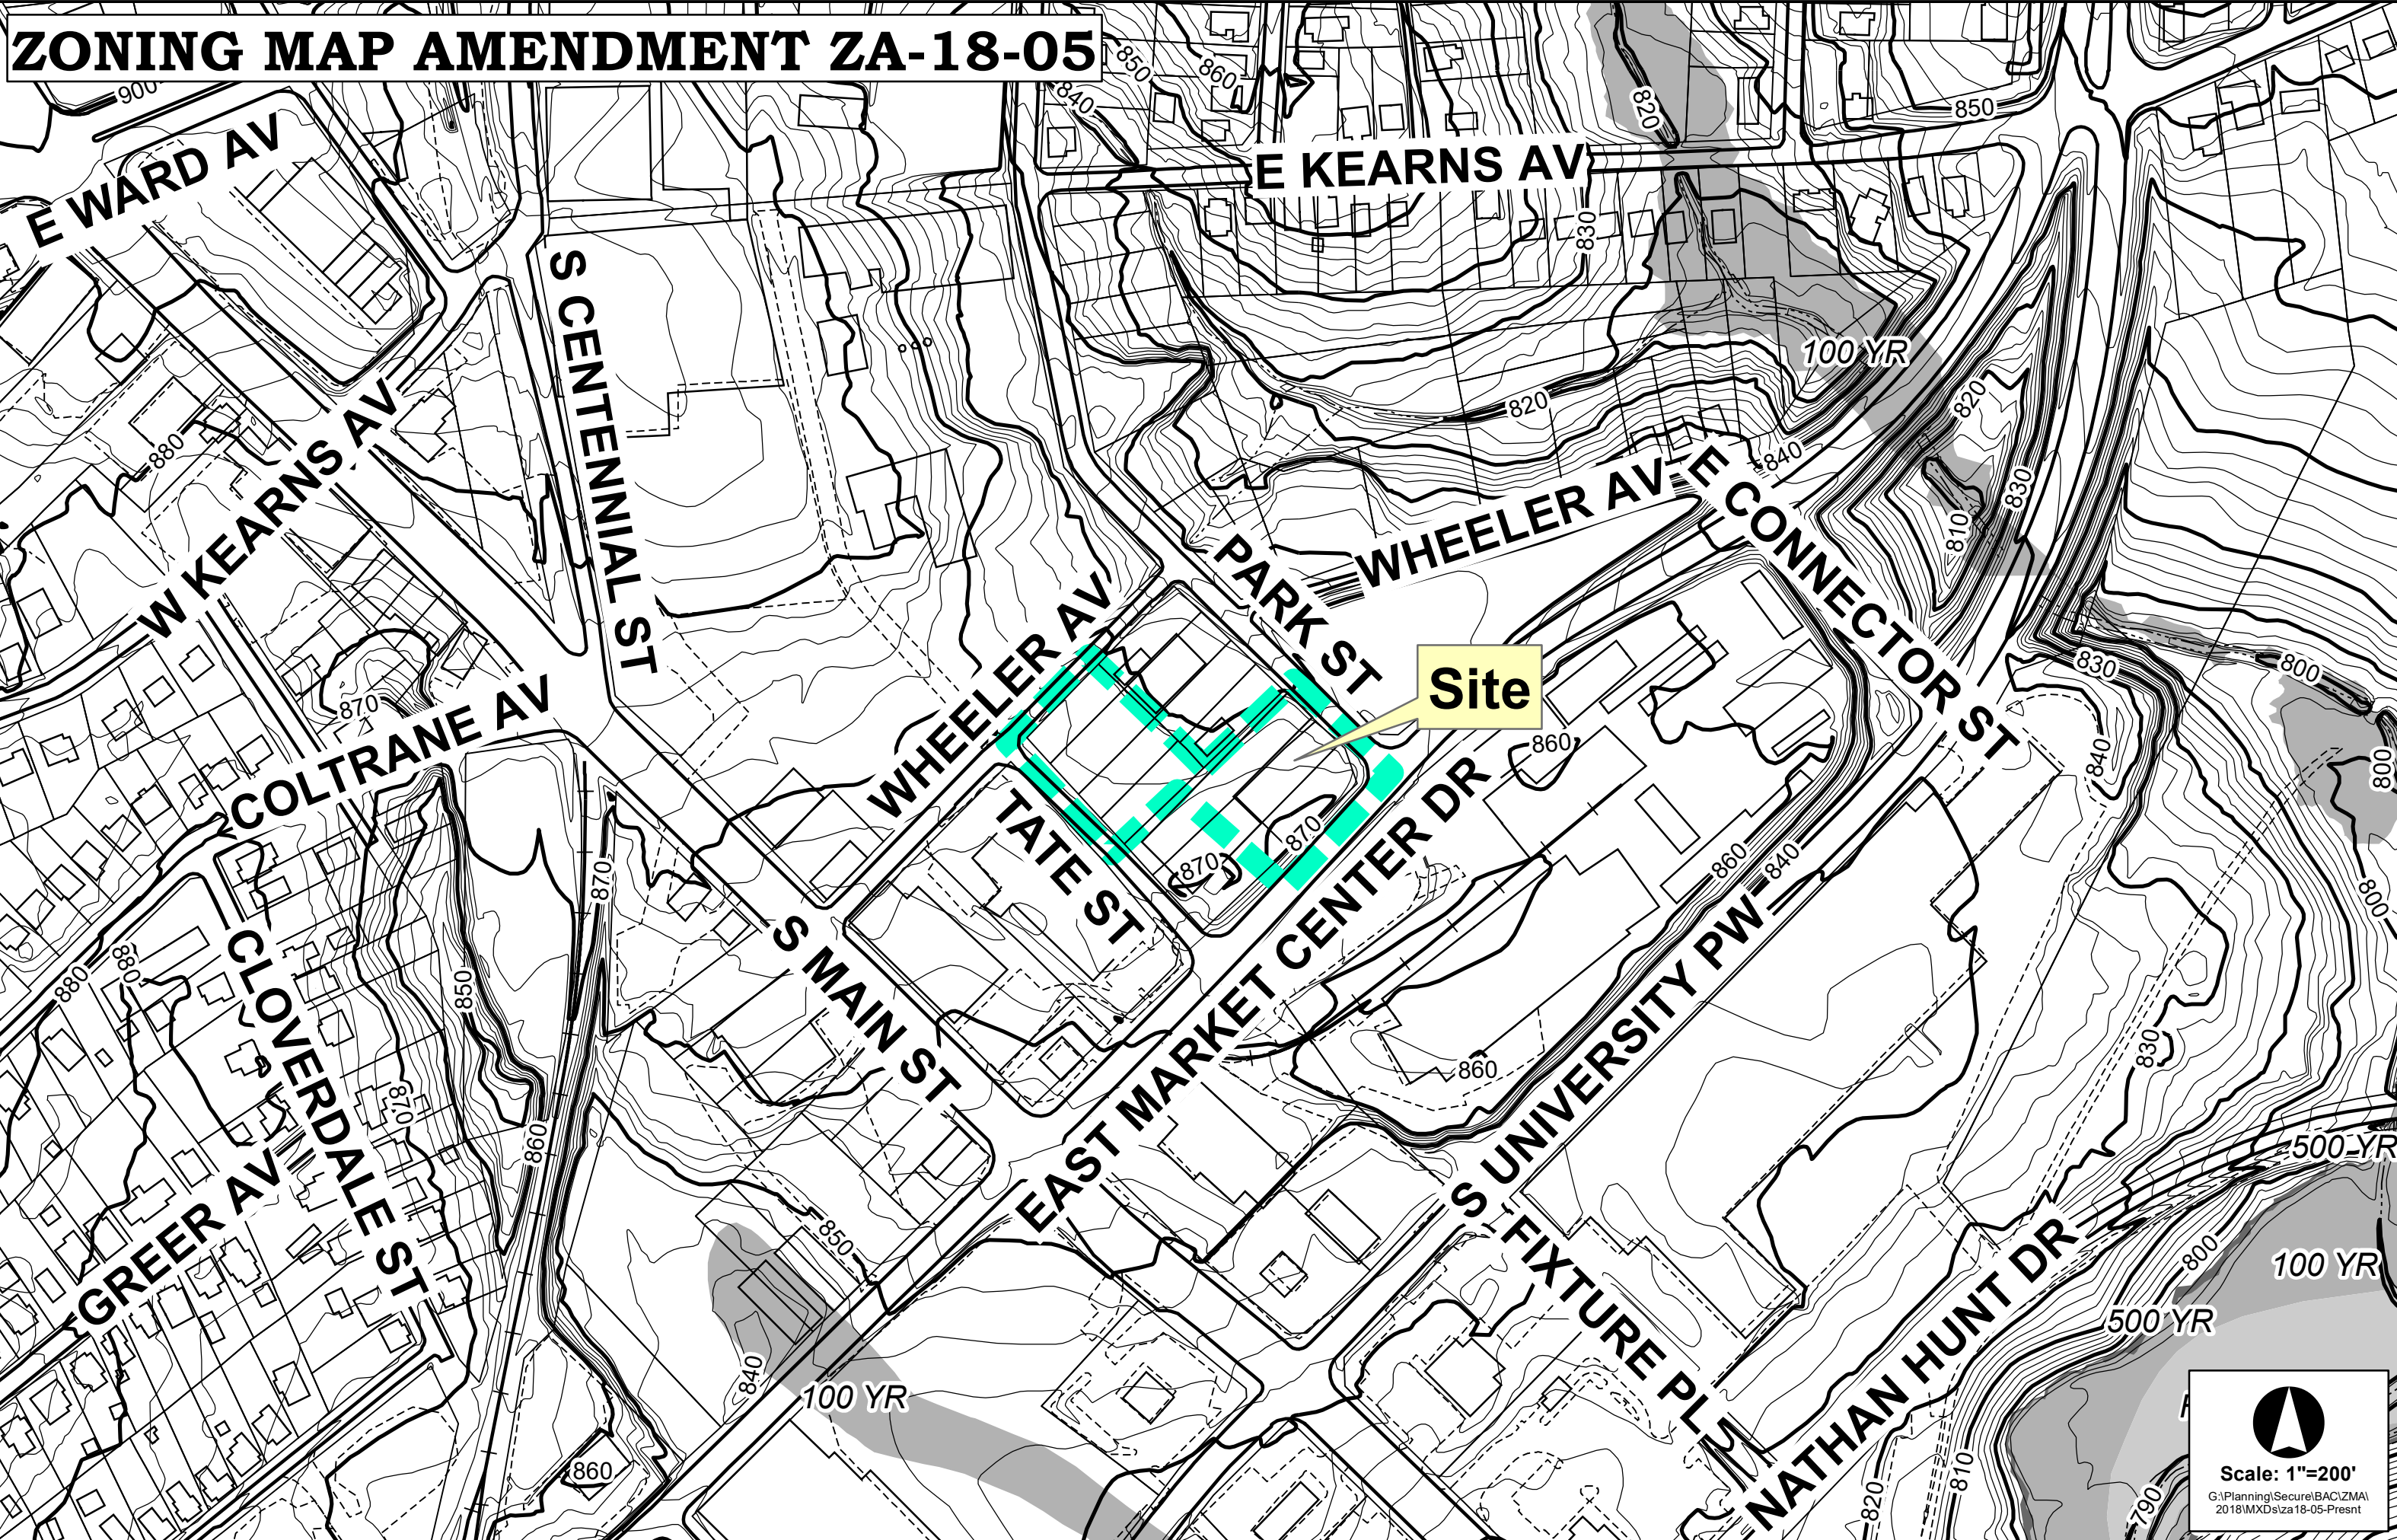 ZONING MAP AMENDMENT ZA-18-05
900
850
860
840
820
850
E WARD AV
E KEARNS AV
830
S CENTENNIAL ST
100 YR
820
820
880
W KEARNS AV
840
E CONNECTOR ST
830
810
WHEELER AV
PARK ST
WHEELER AV
Site
830
800
870
COLTRANE AV
860
840
800
TATE ST
870
870
EAST MARKET CENTER DR
860
840
870
800
S MAIN ST
S UNIVERSITY PW
880
880
850
CLOVERDALE ST
870
860
860
830
500 YR
GREER AV
850
S FIXTURE PL
NATHAN HUNT DR
800
100 YR
500 YR
840
100 YR
860
820
810
790
Scale: 1"=200'
G:\Planning\Secure\BAC\ZMA\
2018\MXDs\za18-05-Presnt